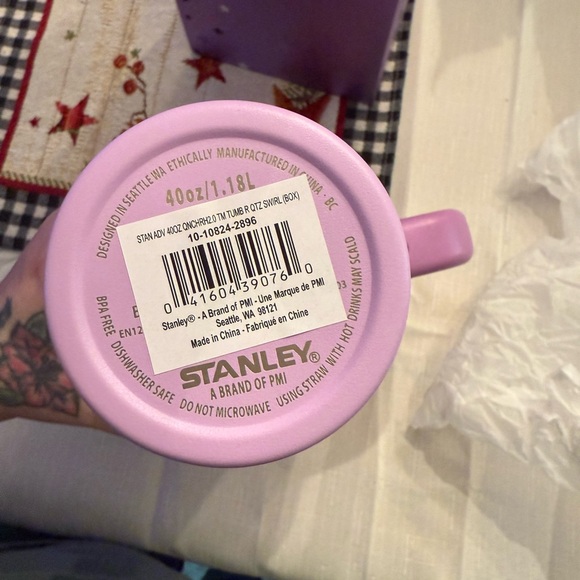 DESIGNED IN SEATTLE WA ETHICALLY MANUFACTURED IN CHINA · BC
40oz/1.18L
STAN ADV 40OZ QNCHRH2.0 TM TUMB R QTZ SWIRL (BOX)
10-10824-2896
0 41604 39076 0
Stanley® - A Brand of PMI - Une Marque de PMI
Seattle, WA 98121
Made in China - Fabriqué en Chine
EN12
03
STANLEY®
A BRAND OF PMI
BPA FREE DISHWASHER SAFE DO NOT MICROWAVE USING STRAW WITH HOT DRINKS MAY SCALD